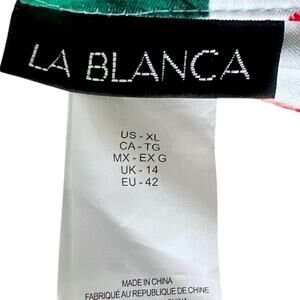 LA BLANCA
US - XL
CA - TG
MX - EX G
UK - 14
EU - 42
MADE IN CHINA
FABRIQUÉ AU REPUBLIQUE DE CHINE
CHINA